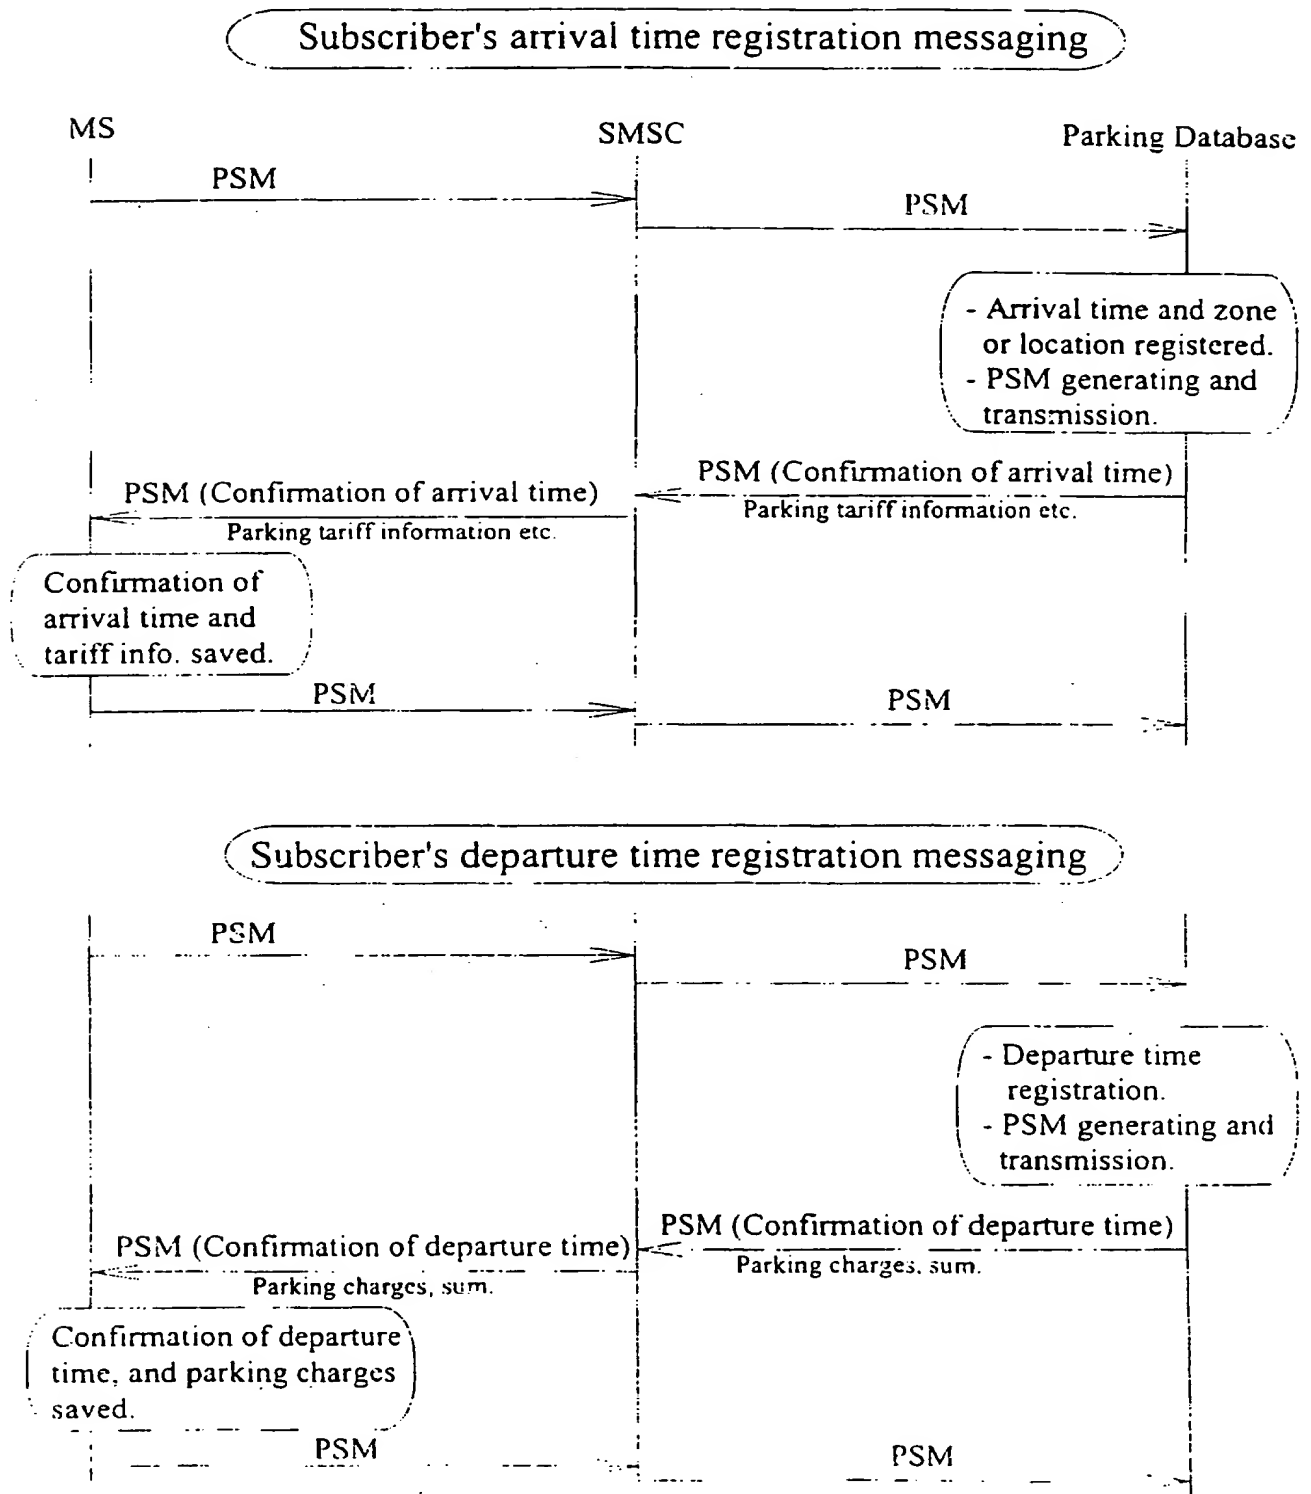 Subscriber's arrival time registration messaging
MS
SMSC
Parking Database
PSM
PSM
- Arrival time and zone
or location registered.
- PSM generating and
transmission.
PSM (Confirmation of arrival time)
Parking tariff information etc.
PSM (Confirmation of arrival time)
Parking tariff information etc.
Confirmation of
arrival time and
tariff info. saved.
PSM
PSM
Subscriber's departure time registration messaging
PSM
PSM
- Departure time
registration.
- PSM generating and
transmission.
PSM (Confirmation of departure time)
Parking charges, sum.
PSM (Confirmation of departure time)
Parking charges, sum.
Confirmation of departure
time, and parking charges
saved.
PSM
PSM